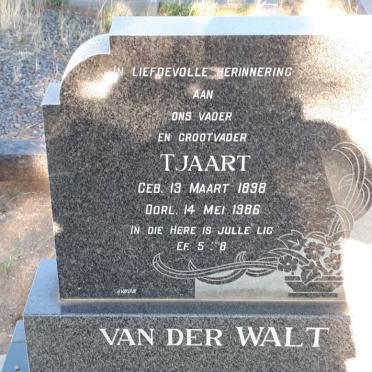 IN LIEFDEVOLLE HERINNERING
AAN
ONS VADER
EN GROOTVADER
TJAART
GEB. 13 MAART 1898
OORL. 14 MEI 1986
IN DIE HERE IS JULLE LIG
EF. 5 : 8
VAN DER WALT